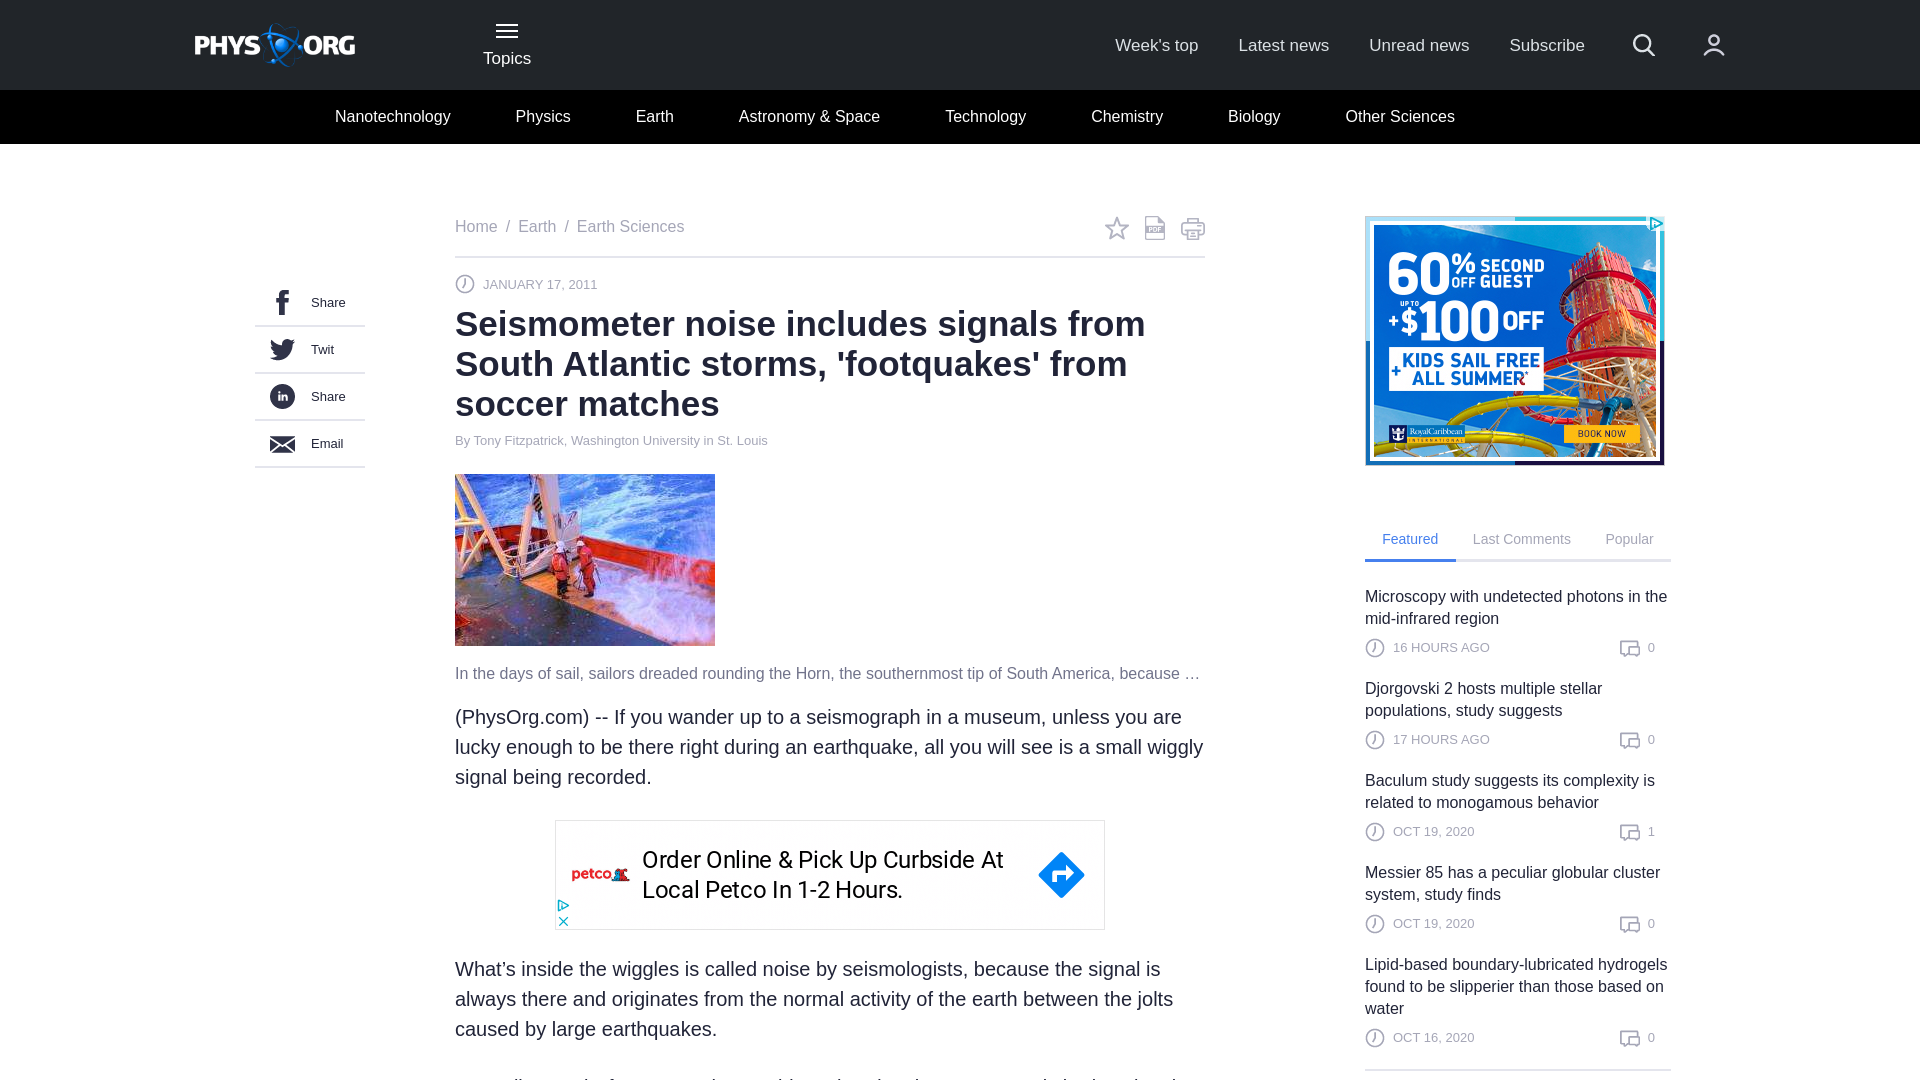 PHYS ORG
Topics
Week's top
Latest news
Unread news
Subscribe
Nanotechnology
Physics
Earth
Astronomy & Space
Technology
Chemistry
Biology
Other Sciences
Share
Twit
Share
Email
Home / Earth / Earth Sciences
PDF
JANUARY 17, 2011
Seismometer noise includes signals from
South Atlantic storms, 'footquakes' from
soccer matches
By Tony Fitzpatrick, Washington University in St. Louis
In the days of sail, sailors dreaded rounding the Horn, the southernmost tip of South America, because …
(PhysOrg.com) -- If you wander up to a seismograph in a museum, unless you are
lucky enough to be there right during an earthquake, all you will see is a small wiggly
signal being recorded.
petco
Order Online & Pick Up Curbside At
Local Petco In 1-2 Hours.
What’s inside the wiggles is called noise by seismologists, because the signal is
always there and originates from the normal activity of the earth between the jolts
caused by large earthquakes.
60% SECOND
OFF GUEST
UP TO
+$100 OFF
+KIDS SAIL FREE
ALL SUMMER*
RoyalCaribbean
INTERNATIONAL
BOOK NOW
Featured
Last Comments
Popular
Microscopy with undetected photons in the
mid-infrared region
16 HOURS AGO
0
Djorgovski 2 hosts multiple stellar
populations, study suggests
17 HOURS AGO
0
Baculum study suggests its complexity is
related to monogamous behavior
OCT 19, 2020
1
Messier 85 has a peculiar globular cluster
system, study finds
OCT 19, 2020
0
Lipid-based boundary-lubricated hydrogels
found to be slipperier than those based on
water
OCT 16, 2020
0